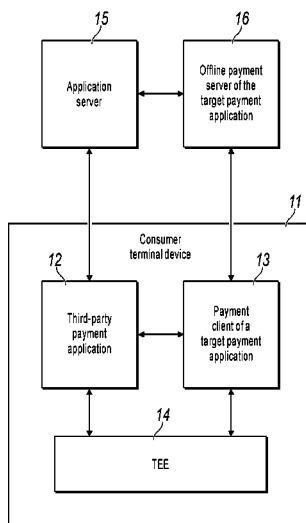 15
16
Application
server
Offline payment
server of the
target payment
application
11
Consumer
terminal device
12
13
Third-party
payment
application
Payment
client of a
target payment
application
14
TEE